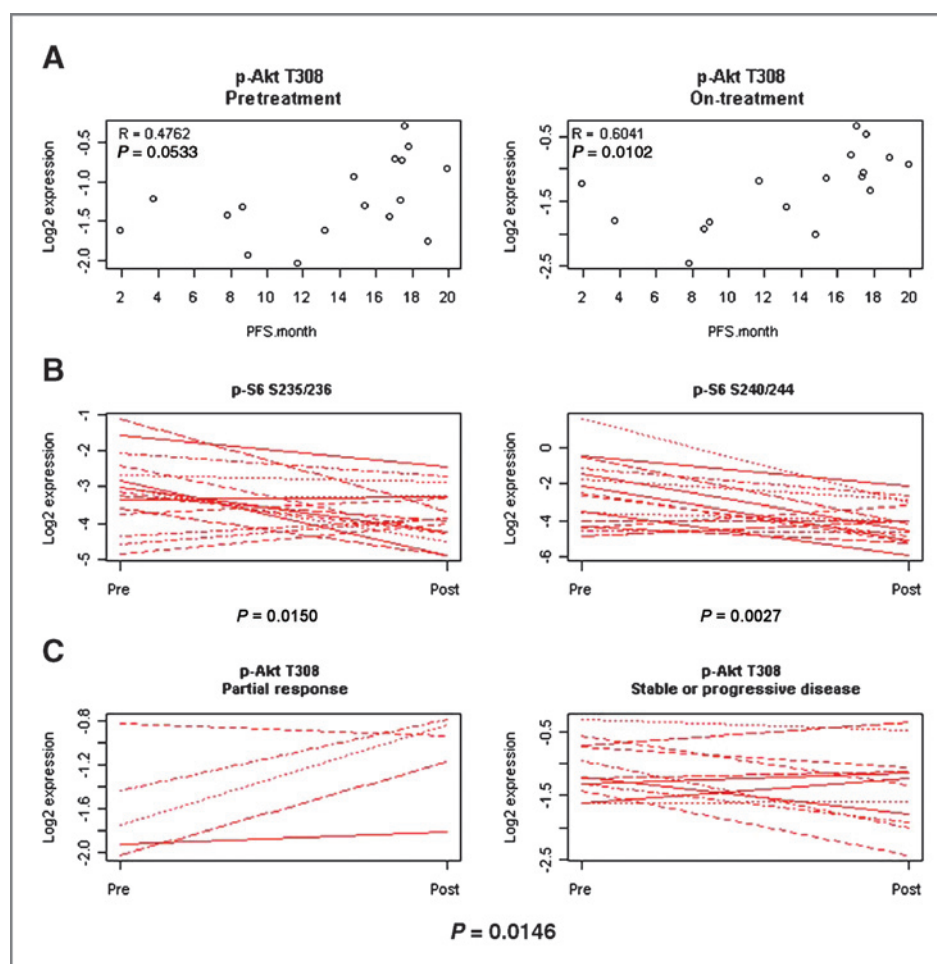 A
p-Akt T308
Pretreatment
R = 0.4762
P = 0.0533
Log2 expression
-0.5
-1.0
-1.5
-2.0
2 4 6 8 10 12 14 16 18 20
PFS.month
p-Akt T308
On-treatment
R = 0.6041
P = 0.0102
Log2 expression
-0.5
-1.5
-2.5
2 4 6 8 10 12 14 16 18 20
PFS.month
B
p-S6 S235/236
Log2 expression
-1
-2
-3
-4
-5
Pre Post
P = 0.0150
p-S6 S240/244
Log2 expression
0
-2
-4
-6
Pre Post
P = 0.0027
C
p-Akt T308
Partial response
Log2 expression
-0.8
-1.2
-1.6
-2.0
Pre Post
p-Akt T308
Stable or progressive disease
Log2 expression
-0.5
-1.5
-2.5
Pre Post
P = 0.0146